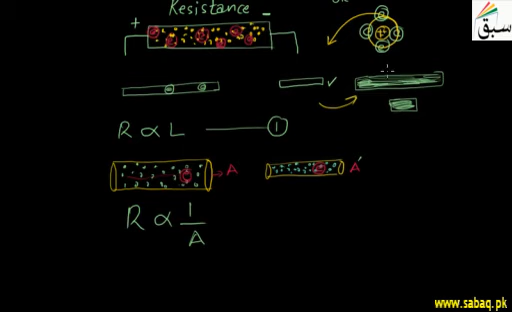 Resistance
+ -
سبق
R ∝ L ——— ①
A
A′
R ∝ 1/A
www.sabaq.pk